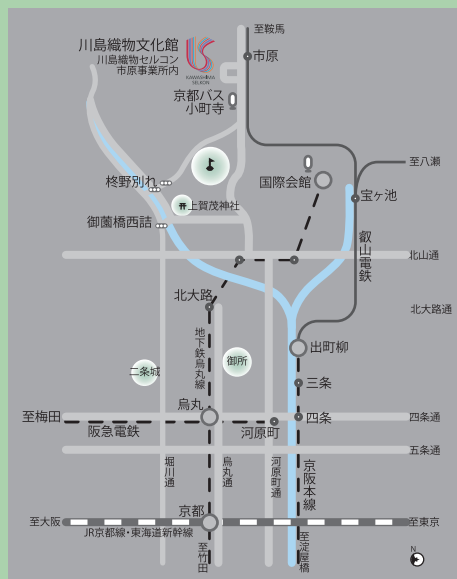 至鞍馬
川島織物文化館
川島織物セルコン
市原事業所内
KAWASHIMA
SELKON
市原
京都バス
小町寺
至八瀬
国際会館
柊野別れ
宝ヶ池
上賀茂神社
御薗橋西詰
叡山電鉄
北山通
北大路
北大路通
地下鉄烏丸線
御所
出町柳
二条城
三条
烏丸
至梅田
四条
四条通
阪急電鉄
河原町
五条通
堀川通
烏丸通
河原町通
京阪本線
京都
至大阪
至東京
JR京都線・東海道新幹線
至竹田
至淀屋橋
N